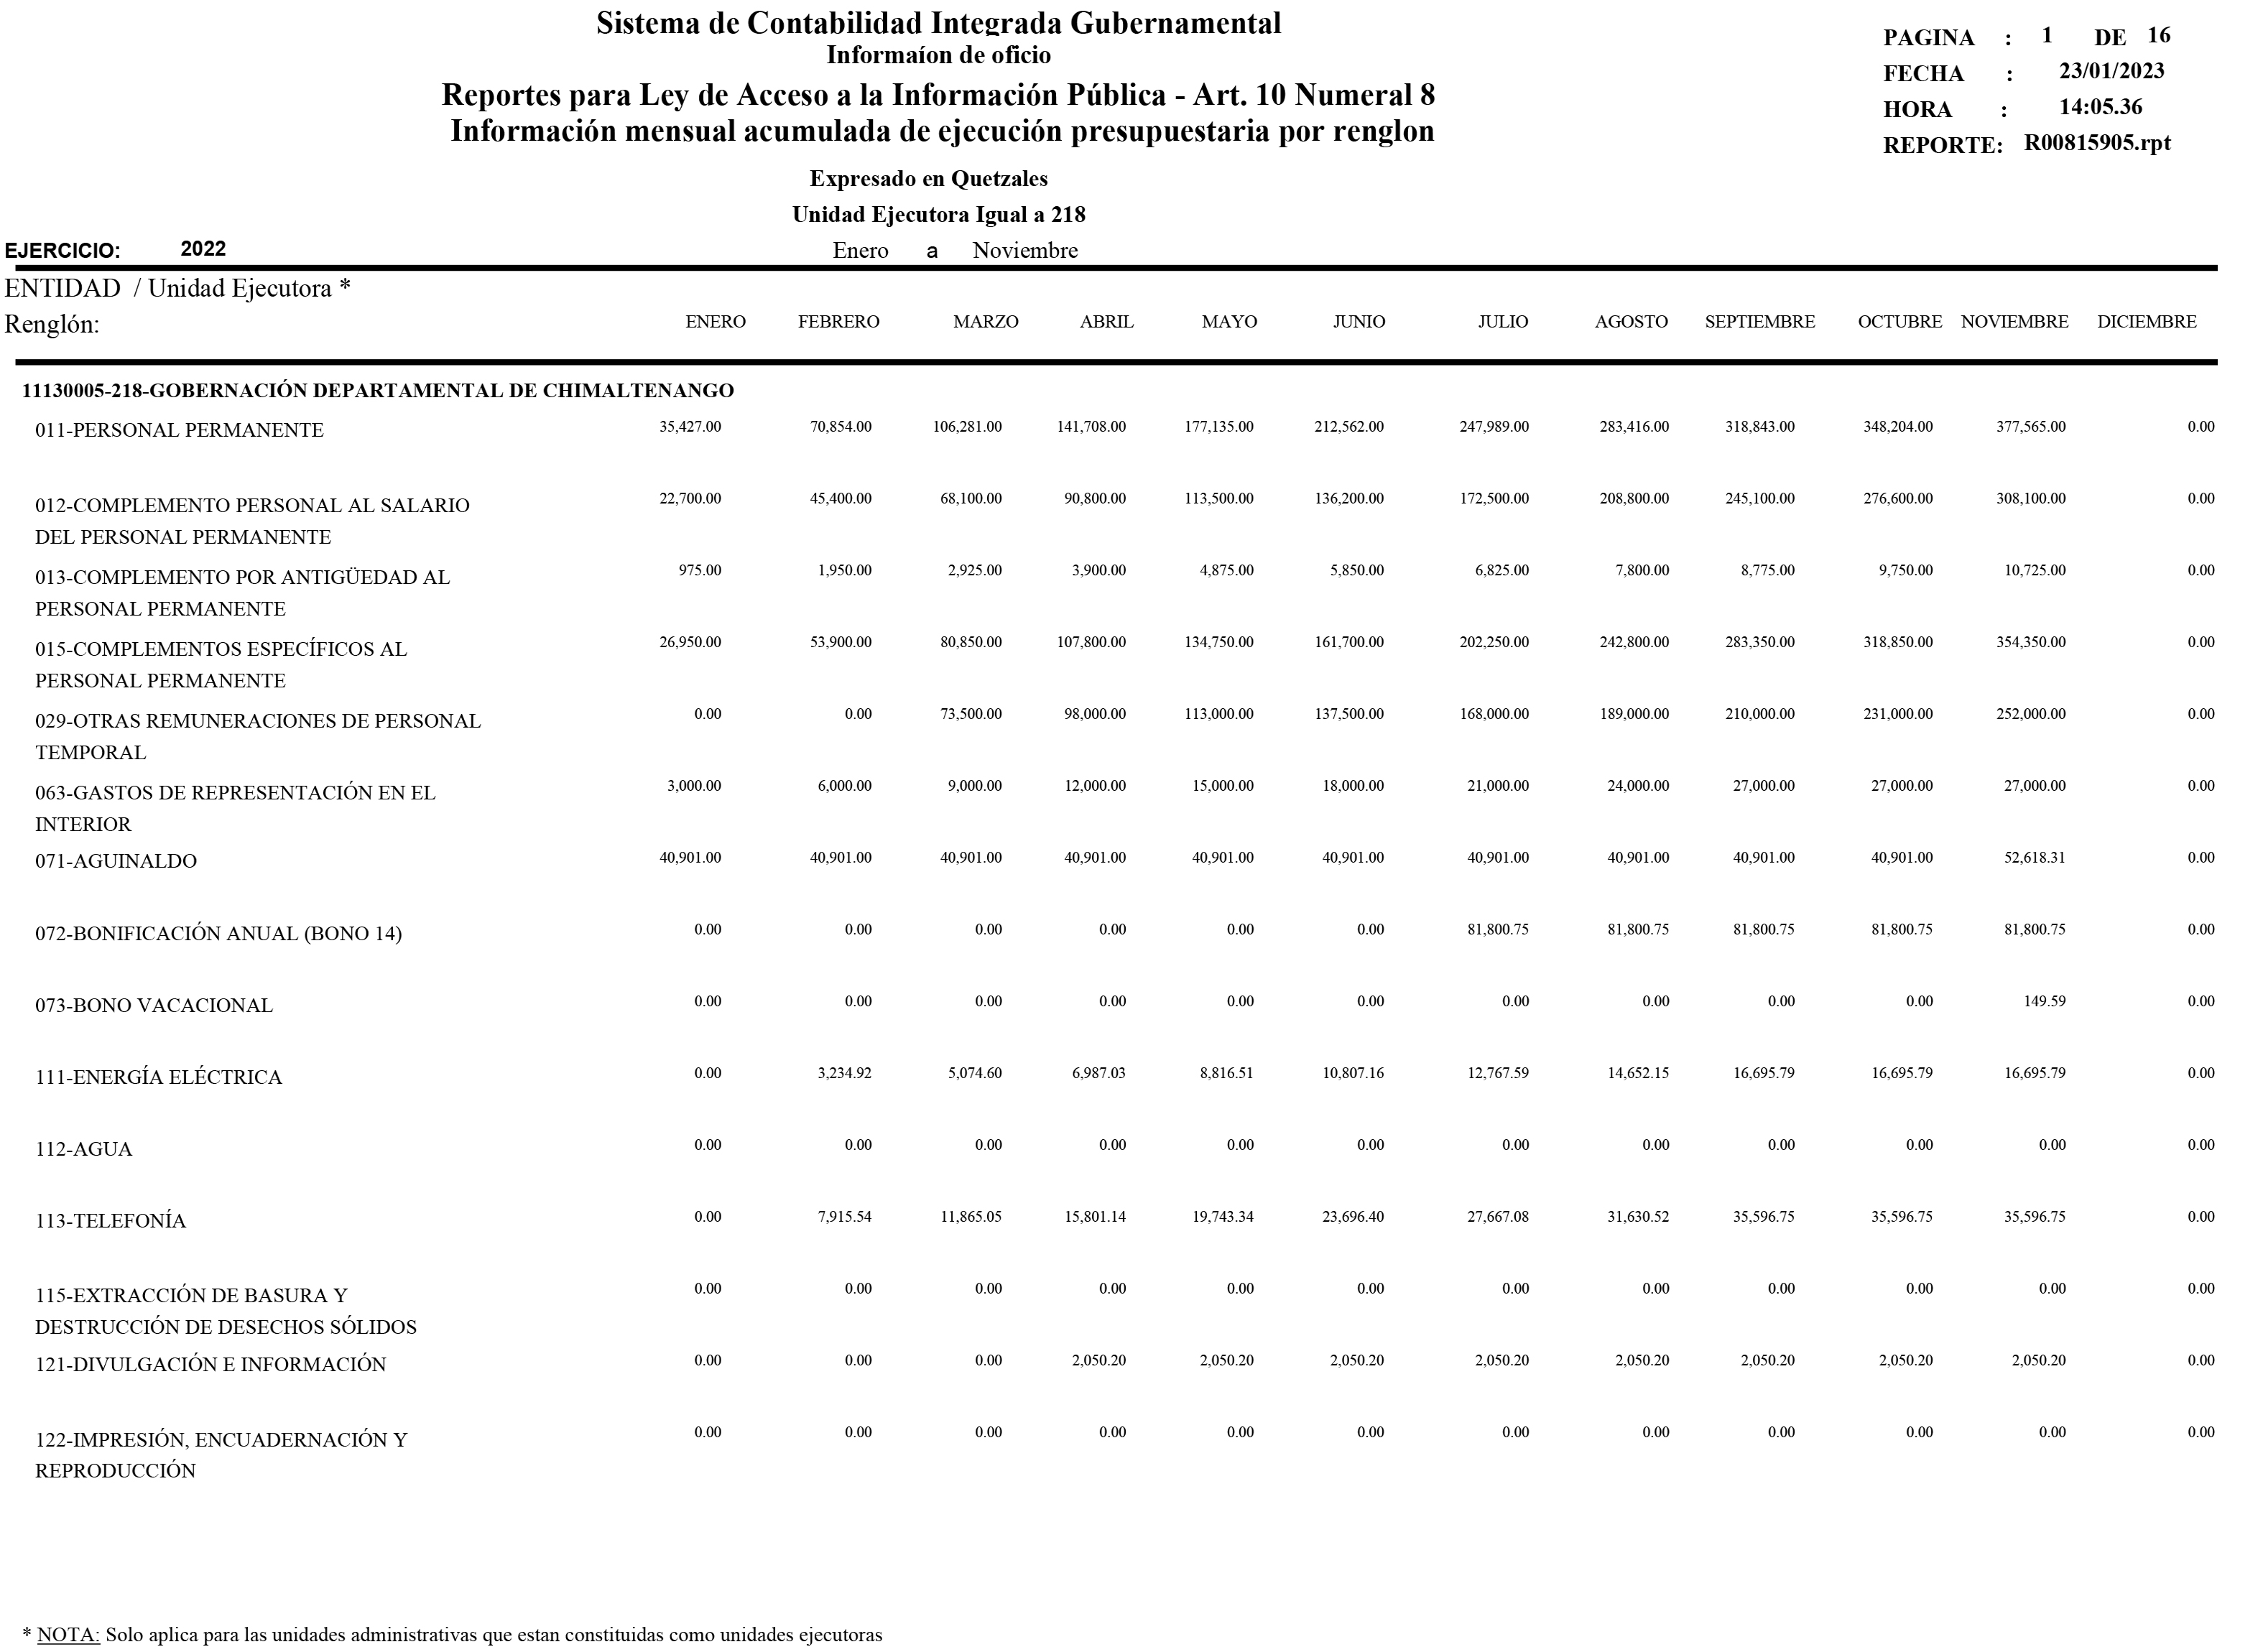 Sistema de Contabilidad Integrada Gubernamental
Informaíon de oficio
Reportes para Ley de Acceso a la Información Pública - Art. 10 Numeral 8
Información mensual acumulada de ejecución presupuestaria por renglon
Expresado en Quetzales
Unidad Ejecutora Igual a 218
PAGINA : 1 DE 16
FECHA : 23/01/2023
HORA : 14:05.36
REPORTE: R00815905.rpt
EJERCICIO: 2022 Enero a Noviembre
ENTIDAD / Unidad Ejecutora *
Renglón: ENERO FEBRERO MARZO ABRIL MAYO JUNIO JULIO AGOSTO SEPTIEMBRE OCTUBRE NOVIEMBRE DICIEMBRE
11130005-218-GOBERNACIÓN DEPARTAMENTAL DE CHIMALTENANGO
011-PERSONAL PERMANENTE 35,427.00 70,854.00 106,281.00 141,708.00 177,135.00 212,562.00 247,989.00 283,416.00 318,843.00 348,204.00 377,565.00 0.00
012-COMPLEMENTO PERSONAL AL SALARIO 22,700.00 45,400.00 68,100.00 90,800.00 113,500.00 136,200.00 172,500.00 208,800.00 245,100.00 276,600.00 308,100.00 0.00
DEL PERSONAL PERMANENTE
013-COMPLEMENTO POR ANTIGÜEDAD AL 975.00 1,950.00 2,925.00 3,900.00 4,875.00 5,850.00 6,825.00 7,800.00 8,775.00 9,750.00 10,725.00 0.00
PERSONAL PERMANENTE
015-COMPLEMENTOS ESPECÍFICOS AL 26,950.00 53,900.00 80,850.00 107,800.00 134,750.00 161,700.00 202,250.00 242,800.00 283,350.00 318,850.00 354,350.00 0.00
PERSONAL PERMANENTE
029-OTRAS REMUNERACIONES DE PERSONAL 0.00 0.00 73,500.00 98,000.00 113,000.00 137,500.00 168,000.00 189,000.00 210,000.00 231,000.00 252,000.00 0.00
TEMPORAL
063-GASTOS DE REPRESENTACIÓN EN EL 3,000.00 6,000.00 9,000.00 12,000.00 15,000.00 18,000.00 21,000.00 24,000.00 27,000.00 27,000.00 27,000.00 0.00
INTERIOR
071-AGUINALDO 40,901.00 40,901.00 40,901.00 40,901.00 40,901.00 40,901.00 40,901.00 40,901.00 40,901.00 40,901.00 52,618.31 0.00
072-BONIFICACIÓN ANUAL (BONO 14) 0.00 0.00 0.00 0.00 0.00 0.00 81,800.75 81,800.75 81,800.75 81,800.75 81,800.75 0.00
073-BONO VACACIONAL 0.00 0.00 0.00 0.00 0.00 0.00 0.00 0.00 0.00 0.00 149.59 0.00
111-ENERGÍA ELÉCTRICA 0.00 3,234.92 5,074.60 6,987.03 8,816.51 10,807.16 12,767.59 14,652.15 16,695.79 16,695.79 16,695.79 0.00
112-AGUA 0.00 0.00 0.00 0.00 0.00 0.00 0.00 0.00 0.00 0.00 0.00 0.00
113-TELEFONÍA 0.00 7,915.54 11,865.05 15,801.14 19,743.34 23,696.40 27,667.08 31,630.52 35,596.75 35,596.75 35,596.75 0.00
115-EXTRACCIÓN DE BASURA Y 0.00 0.00 0.00 0.00 0.00 0.00 0.00 0.00 0.00 0.00 0.00 0.00
DESTRUCCIÓN DE DESECHOS SÓLIDOS
121-DIVULGACIÓN E INFORMACIÓN 0.00 0.00 0.00 2,050.20 2,050.20 2,050.20 2,050.20 2,050.20 2,050.20 2,050.20 2,050.20 0.00
122-IMPRESIÓN, ENCUADERNACIÓN Y 0.00 0.00 0.00 0.00 0.00 0.00 0.00 0.00 0.00 0.00 0.00 0.00
REPRODUCCIÓN
* NOTA: Solo aplica para las unidades administrativas que estan constituidas como unidades ejecutoras